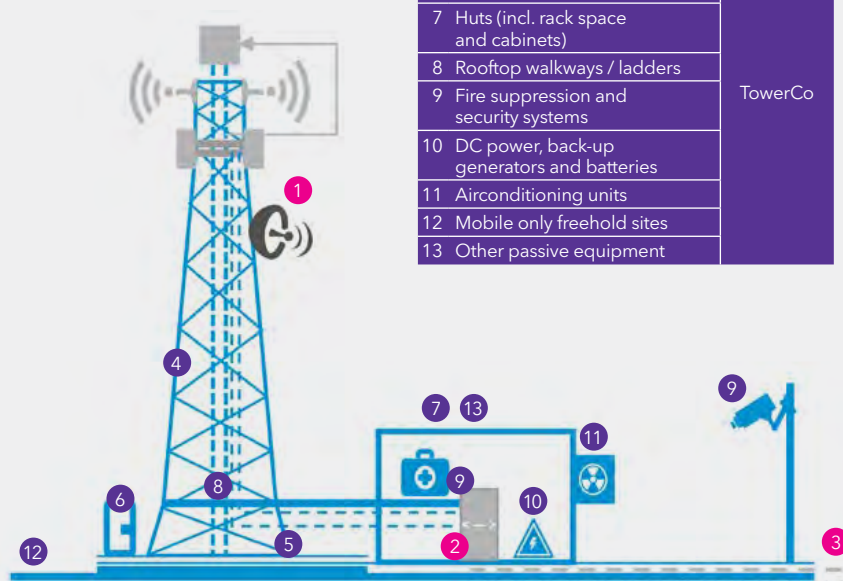 7 Huts (incl. rack space
and cabinets)
8 Rooftop walkways / ladders
9 Fire suppression and
security systems
TowerCo
10 DC power, back-up
generators and batteries
11 Airconditioning units
12 Mobile only freehold sites
13 Other passive equipment
1
4
9
7 13
11
8
9
6
10
5
2
3
12